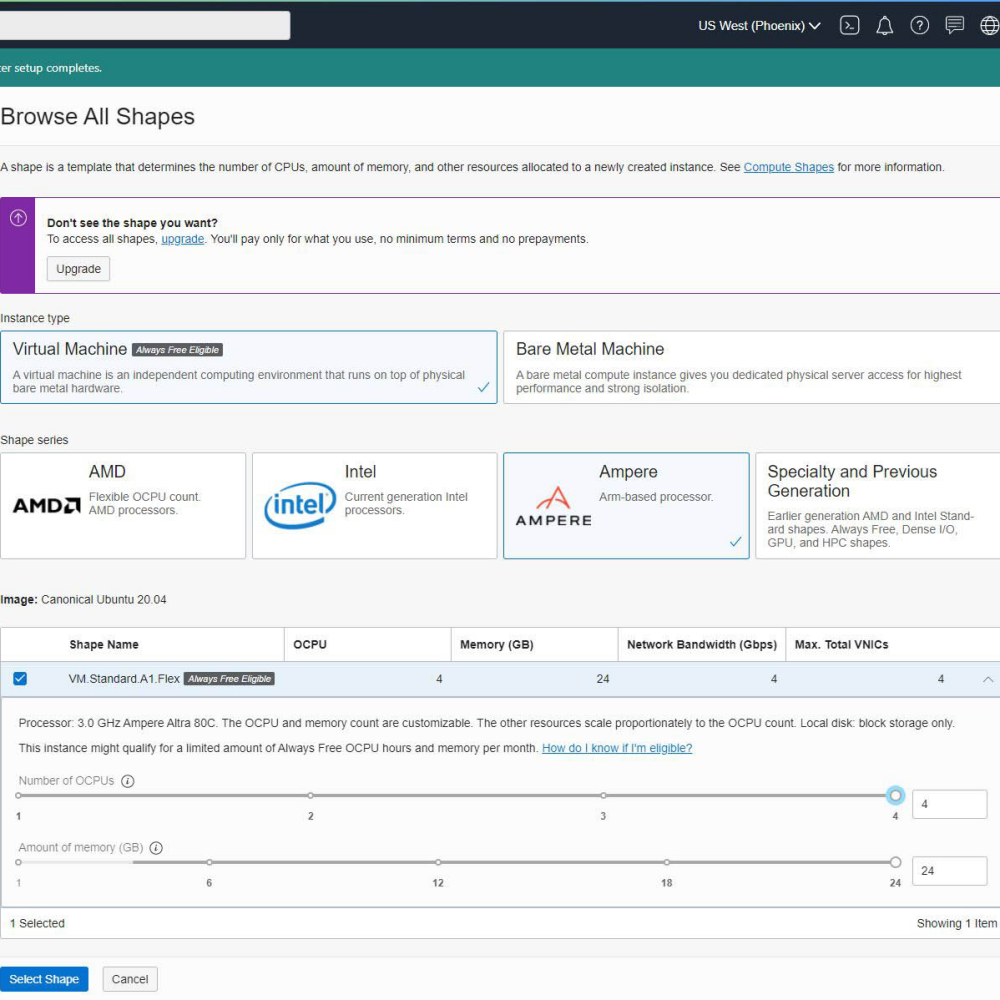 US West (Phoenix)
er setup completes.
Browse All Shapes
A shape is a template that determines the number of CPUs, amount of memory, and other resources allocated to a newly created instance. See Compute Shapes for more information.
Don't see the shape you want?
To access all shapes, upgrade. You'll pay only for what you use, no minimum terms and no prepayments.
Upgrade
Instance type
Virtual Machine Always Free Eligible
A virtual machine is an independent computing environment that runs on top of physical
bare metal hardware.
Bare Metal Machine
A bare metal compute instance gives you dedicated physical server access for highest
performance and strong isolation.
Shape series
AMD
AMD
Flexible OCPU count.
AMD processors.
Intel
intel
Current generation Intel
processors.
Ampere
AMPERE
Arm-based processor.
Specialty and Previous
Generation
Earlier generation AMD and Intel Stand-
ard shapes. Always Free, Dense I/O,
GPU, and HPC shapes.
Image: Canonical Ubuntu 20.04
Shape Name OCPU Memory (GB) Network Bandwidth (Gbps) Max. Total VNICs
VM.Standard.A1.Flex Always Free Eligible 4 24 4 4
Processor: 3.0 GHz Ampere Altra 80C. The OCPU and memory count are customizable. The other resources scale proportionately to the OCPU count. Local disk: block storage only.
This instance might qualify for a limited amount of Always Free OCPU hours and memory per month. How do I know if I'm eligible?
Number of OCPUs
4
1 2 3 4
Amount of memory (GB)
24
1 6 12 18 24
1 Selected Showing 1 Item
Select Shape Cancel